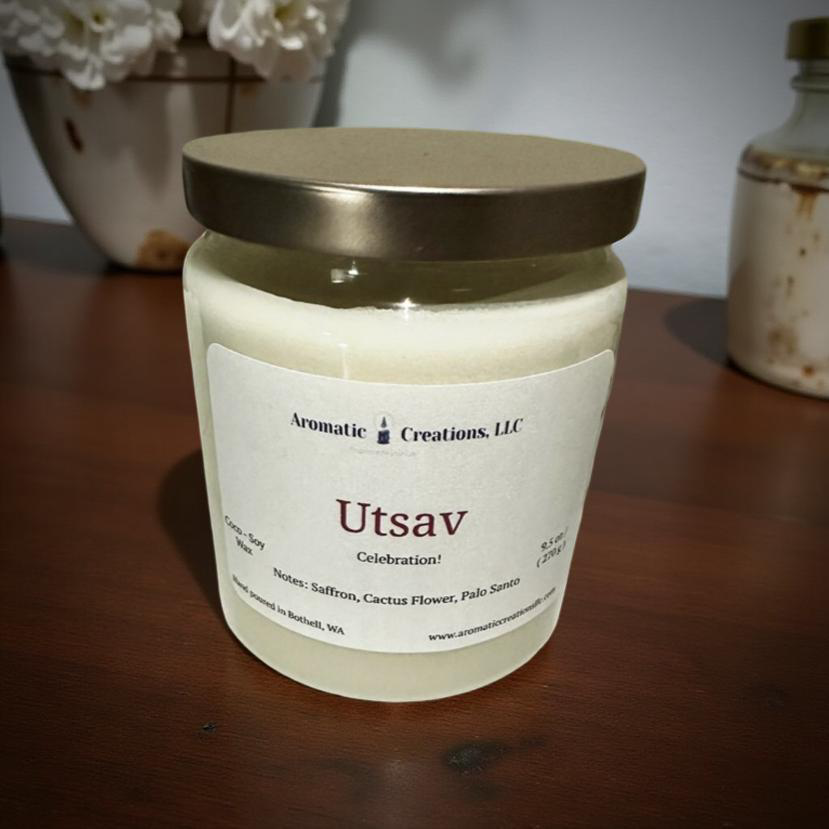 Aromatic Creations, LLC
Utsav
Celebration!
Coco - Soy
Wax
9.5 oz /
( 270 g )
Notes: Saffron, Cactus Flower, Palo Santo
Hand poured in Bothell, WA
www.aromaticcreationsllc.com